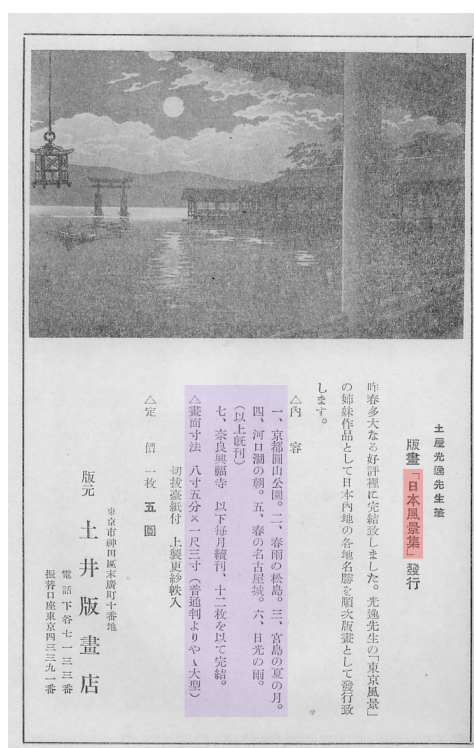 土屋光逸先生筆
版畫「日本風景集」發行
昨春多大なる好評裡に完結致しました。光逸先生の「東京風景」
の姉妹作品として日本內地の各地名勝を順次版畫として發行致
します。
△內　容
一、京都圓山公園。二、春雨の松島。三、宮島の夏の月。
四、河口湖の朝。五、春の名古屋城。六、日光の雨。
(以上既刊)
七、奈良興福寺　以下每月續刊、十二枚を以て完結。
△畫面寸法　八寸五分×一尺三寸(普通判よりやゝ大型)
切拔臺紙付　上製更紗帙入
△定　價　一枚　五　圓
東京市神田區末廣町十番地
版元　土井版畫店
電話下谷七一三三番
振替口座東京四三三九一番